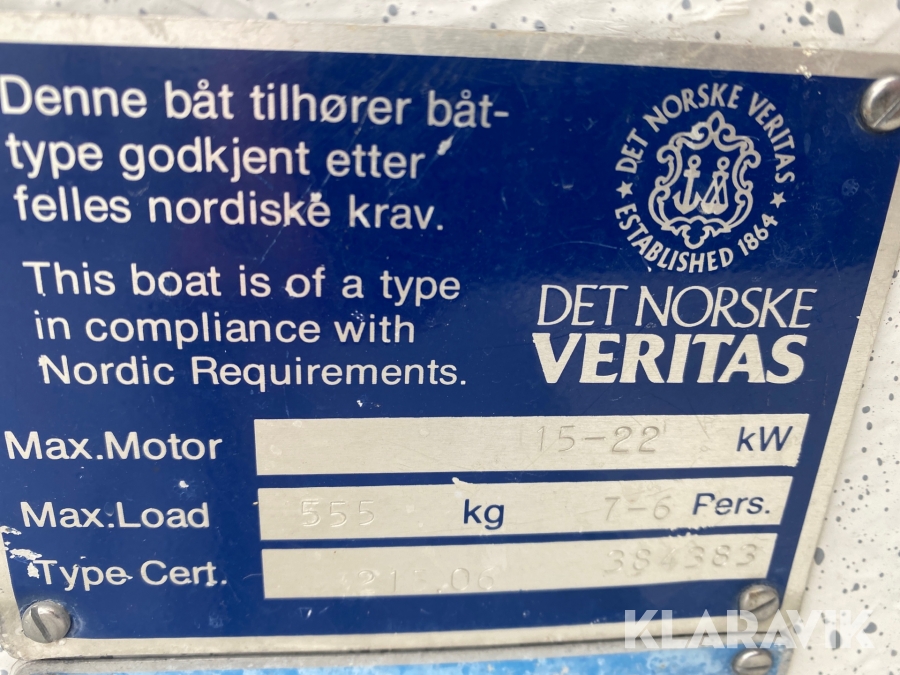 Denne båt tilhører båt-
type godkjent etter
felles nordiske krav.
This boat is of a type
in compliance with
Nordic Requirements.
DET NORSKE VERITAS
ESTABLISHED 1864
DET NORSKE
VERITAS
Max.Motor 15-22 kW
Max.Load 555 kg 7-6 Pers.
Type Cert. 384383
KLARAVIK